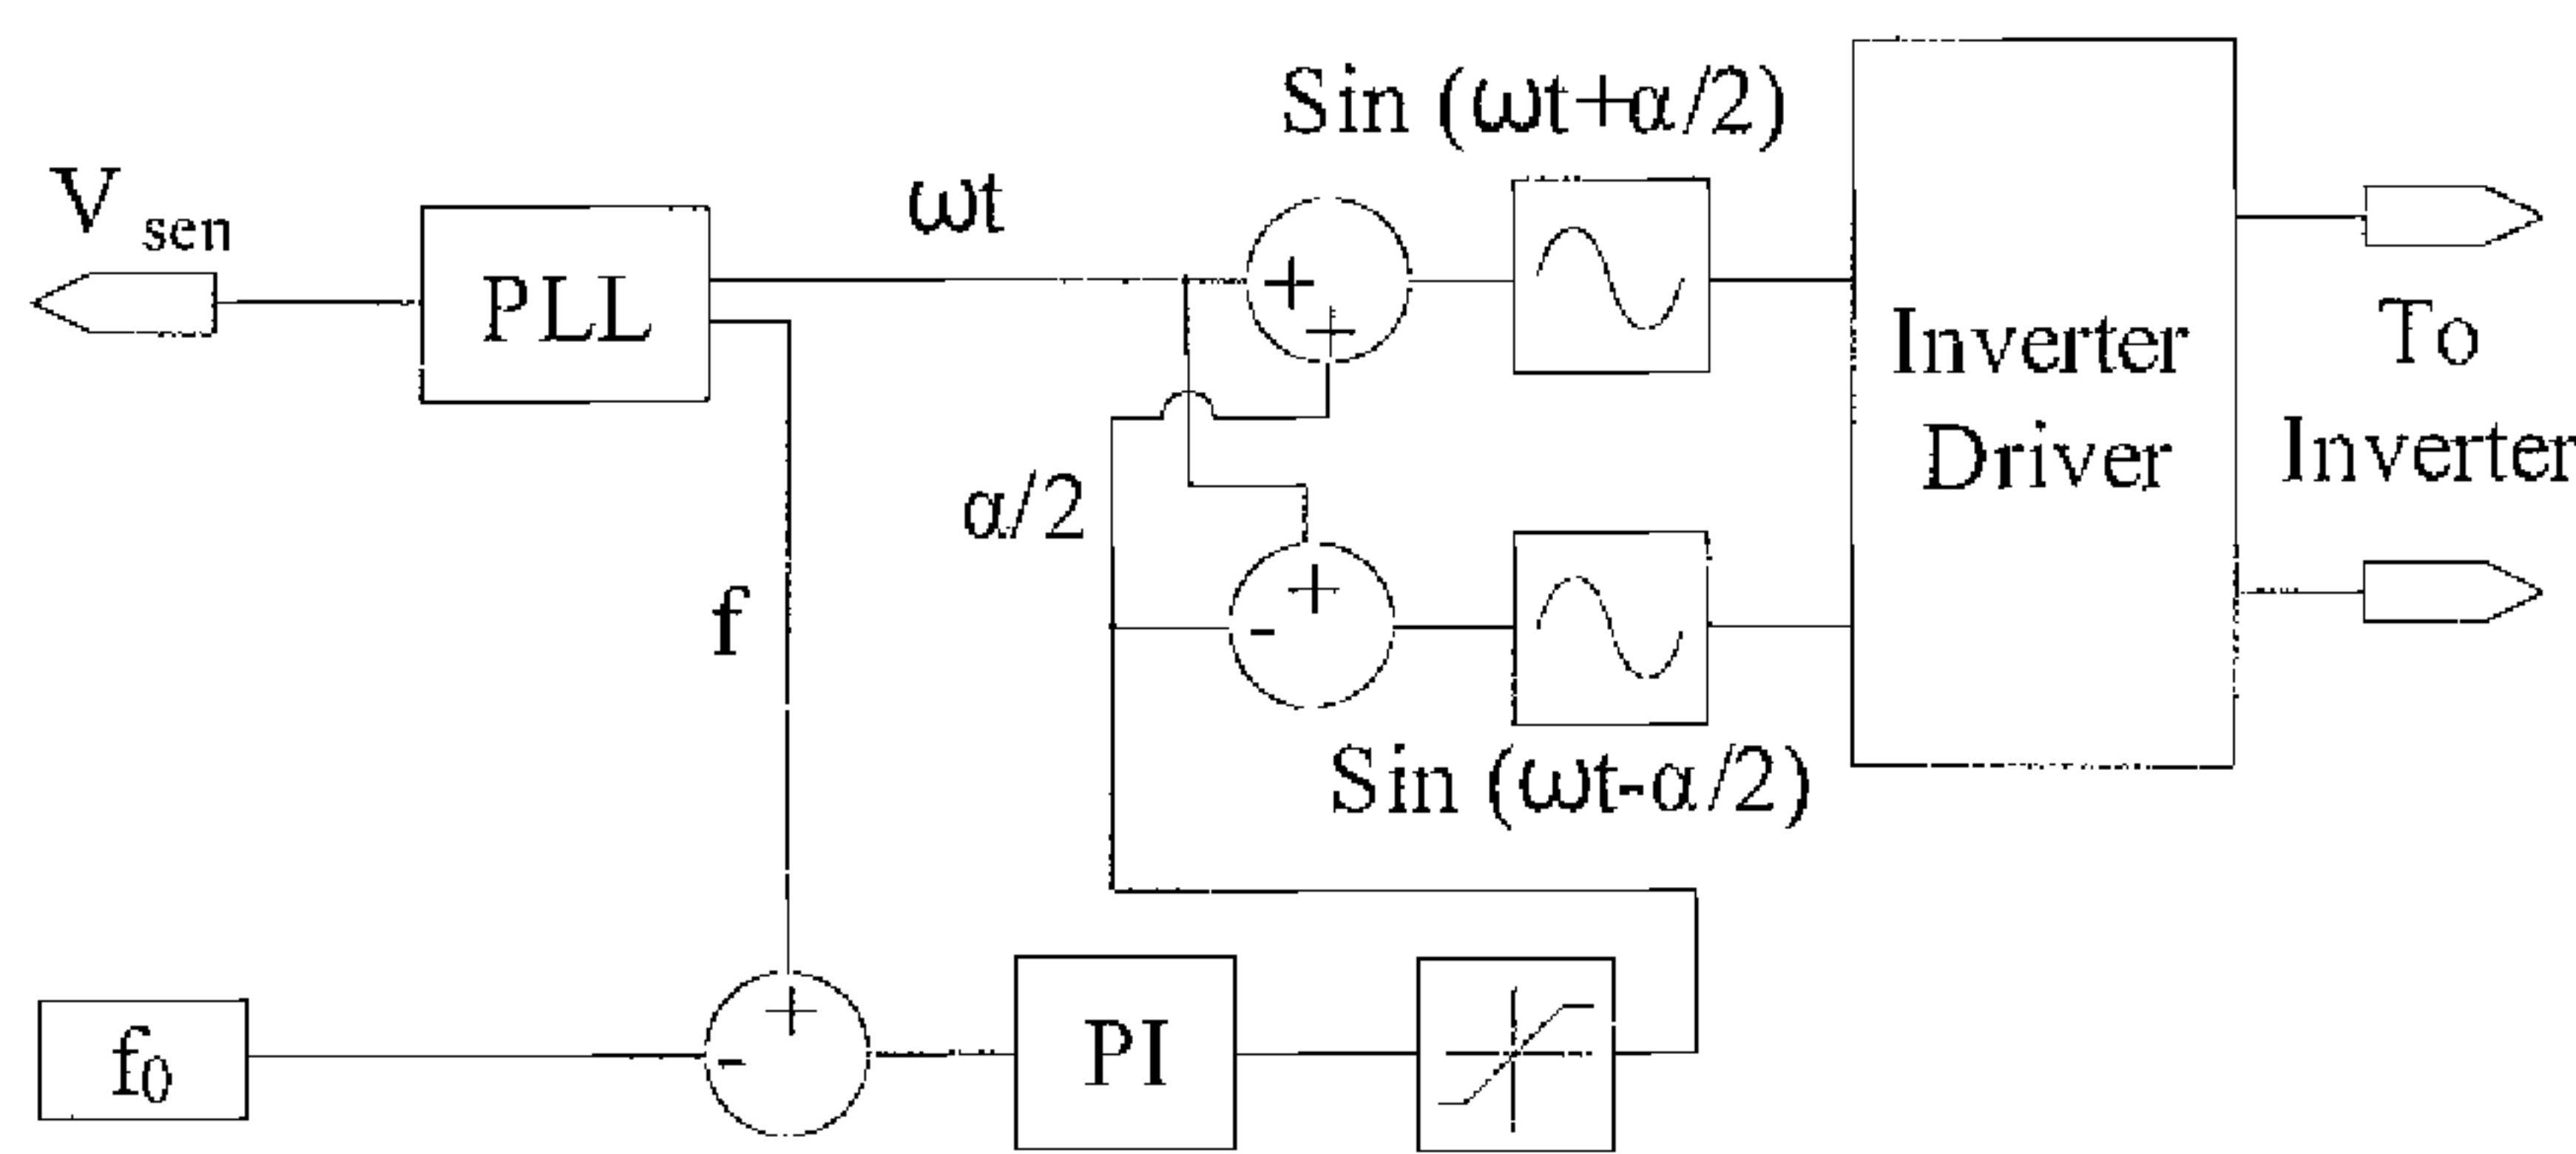 Sin (ωt+α/2)
V sen
ωt
PLL
+
+
Inverter
Driver
To
Inverter
α/2
f
+
-
Sin (ωt-α/2)
+
-
f0
PI